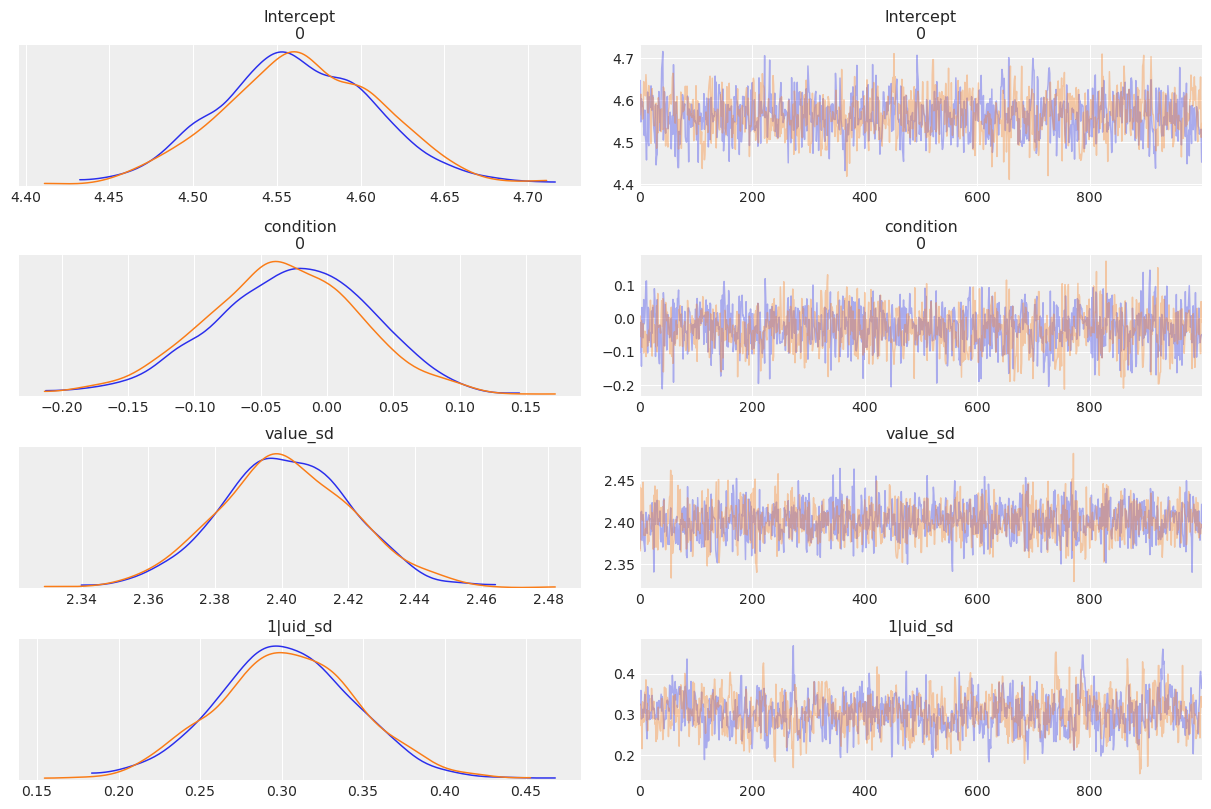 Intercept
0
4.40 4.45 4.50 4.55 4.60 4.65 4.70
Intercept
0
4.7
4.6
4.5
4.4
0 200 400 600 800
condition
0
−0.20 −0.15 −0.10 −0.05 0.00 0.05 0.10 0.15
condition
0
0.1
0.0
−0.1
−0.2
0 200 400 600 800
value_sd
2.34 2.36 2.38 2.40 2.42 2.44 2.46 2.48
value_sd
2.45
2.40
2.35
0 200 400 600 800
1|uid_sd
0.15 0.20 0.25 0.30 0.35 0.40 0.45
1|uid_sd
0.4
0.3
0.2
0 200 400 600 800